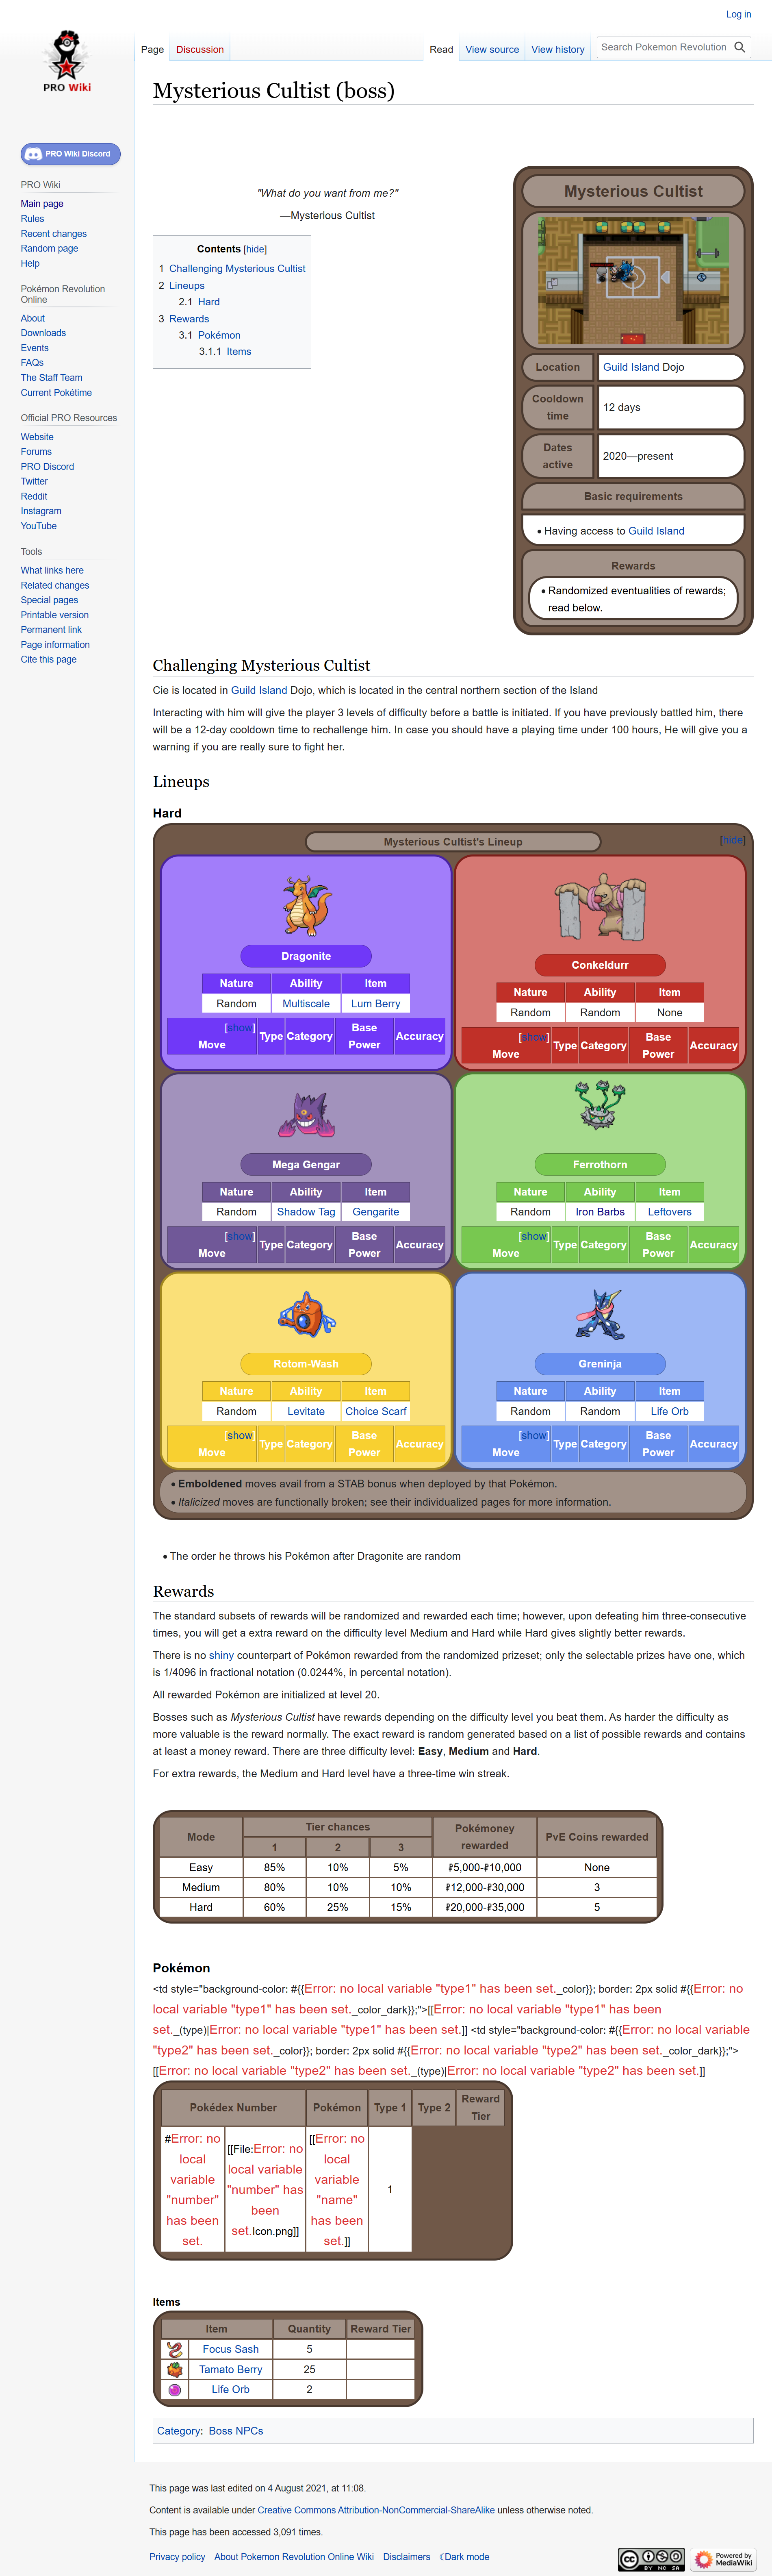 Log in
PRO Wiki
Page
Discussion
Read
View source
View history
Search Pokemon Revolution
Mysterious Cultist (boss)
PRO Wiki Discord
PRO Wiki
Main page
Rules
Recent changes
Random page
Help
Pokémon Revolution
Online
About
Downloads
Events
FAQs
The Staff Team
Current Pokétime
Official PRO Resources
Website
Forums
PRO Discord
Twitter
Reddit
Instagram
YouTube
Tools
What links here
Related changes
Special pages
Printable version
Permanent link
Page information
Cite this page
"What do you want from me?"
—Mysterious Cultist
Contents [hide]
1 Challenging Mysterious Cultist
2 Lineups
2.1 Hard
3 Rewards
3.1 Pokémon
3.1.1 Items
Mysterious Cultist
Location Guild Island Dojo
Cooldown
time
12 days
Dates
active
2020—present
Basic requirements
• Having access to Guild Island
Rewards
• Randomized eventualities of rewards;
read below.
Challenging Mysterious Cultist
Cie is located in Guild Island Dojo, which is located in the central northern section of the Island
Interacting with him will give the player 3 levels of difficulty before a battle is initiated. If you have previously battled him, there
will be a 12-day cooldown time to rechallenge him. In case you should have a playing time under 100 hours, He will give you a
warning if you are really sure to fight her.
Lineups
Hard
Mysterious Cultist's Lineup
[hide]
Dragonite
Nature Ability Item
Random Multiscale Lum Berry
[show]
Move Type Category Base Power Accuracy
Conkeldurr
Nature Ability Item
Random Random None
[show]
Move Type Category Base Power Accuracy
Mega Gengar
Nature Ability Item
Random Shadow Tag Gengarite
[show]
Move Type Category Base Power Accuracy
Ferrothorn
Nature Ability Item
Random Iron Barbs Leftovers
[show]
Move Type Category Base Power Accuracy
Rotom-Wash
Nature Ability Item
Random Levitate Choice Scarf
[show]
Move Type Category Base Power Accuracy
Greninja
Nature Ability Item
Random Random Life Orb
[show]
Move Type Category Base Power Accuracy
• Emboldened moves avail from a STAB bonus when deployed by that Pokémon.
• Italicized moves are functionally broken; see their individualized pages for more information.
• The order he throws his Pokémon after Dragonite are random
Rewards
The standard subsets of rewards will be randomized and rewarded each time; however, upon defeating him three-consecutive
times, you will get a extra reward on the difficulty level Medium and Hard while Hard gives slightly better rewards.
There is no shiny counterpart of Pokémon rewarded from the randomized prizeset; only the selectable prizes have one, which
is 1/4096 in fractional notation (0.0244%, in percental notation).
All rewarded Pokémon are initialized at level 20.
Bosses such as Mysterious Cultist have rewards depending on the difficulty level you beat them. As harder the difficulty as
more valuable is the reward normally. The exact reward is random generated based on a list of possible rewards and contains
at least a money reward. There are three difficulty level: Easy, Medium and Hard.
For extra rewards, the Medium and Hard level have a three-time win streak.
Mode Tier chances Pokémoney rewarded PvE Coins rewarded
1 2 3
Easy 85% 10% 5% ₽5,000-₽10,000 None
Medium 80% 10% 10% ₽12,000-₽30,000 3
Hard 60% 25% 15% ₽20,000-₽35,000 5
Pokémon
<td style="background-color: #{{Error: no local variable "type1" has been set._color}}; border: 2px solid #{{Error: no
local variable "type1" has been set._color_dark}};">[[Error: no local variable "type1" has been
set._(type)|Error: no local variable "type1" has been set.]] <td style="background-color: #{{Error: no local variable
"type2" has been set._color}}; border: 2px solid #{{Error: no local variable "type2" has been set._color_dark}};">
[[Error: no local variable "type2" has been set._(type)|Error: no local variable "type2" has been set.]]
Pokédex Number Pokémon Type 1 Type 2 Reward Tier
#Error: no
local
variable
"number"
has been
set.
[[File:Error: no
local variable
"number" has
been
set.Icon.png]]
[[Error: no
local
variable
"name"
has been
set.]]
1
Items
Item Quantity Reward Tier
Focus Sash 5
Tamato Berry 25
Life Orb 2
Category: Boss NPCs
This page was last edited on 4 August 2021, at 11:08.
Content is available under Creative Commons Attribution-NonCommercial-ShareAlike unless otherwise noted.
This page has been accessed 3,091 times.
Privacy policy About Pokemon Revolution Online Wiki Disclaimers ☾Dark mode
cc BY NC SA
Powered by
MediaWiki